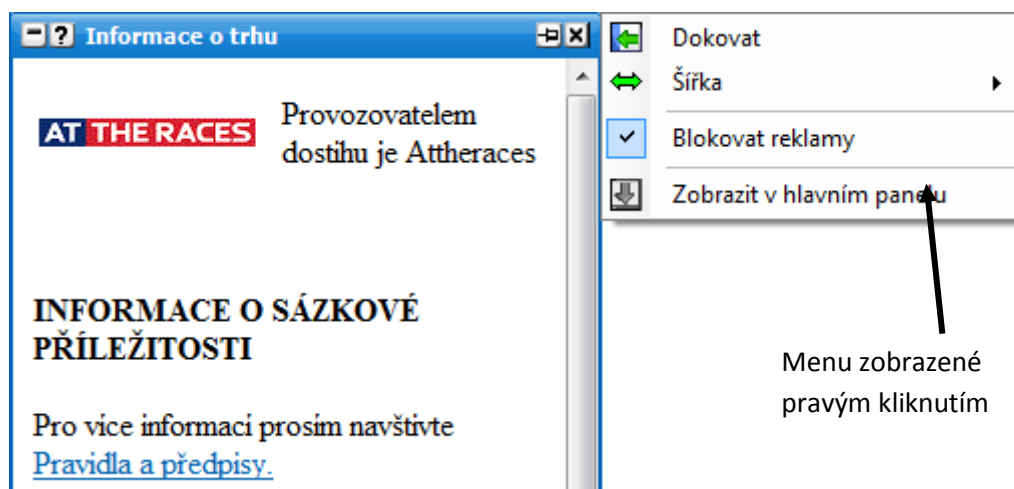 Informace o trhu
AT THE RACES
Provozovatelem
dostihu je Attheraces
INFORMACE O SÁZKOVÉ
PŘÍLEŽITOSTI
Pro více informací prosím navštivte
Pravidla a předpisy.
Dokovat
Šířka
Blokovat reklamy
Zobrazit v hlavním panelu
Menu zobrazené
pravým kliknutím